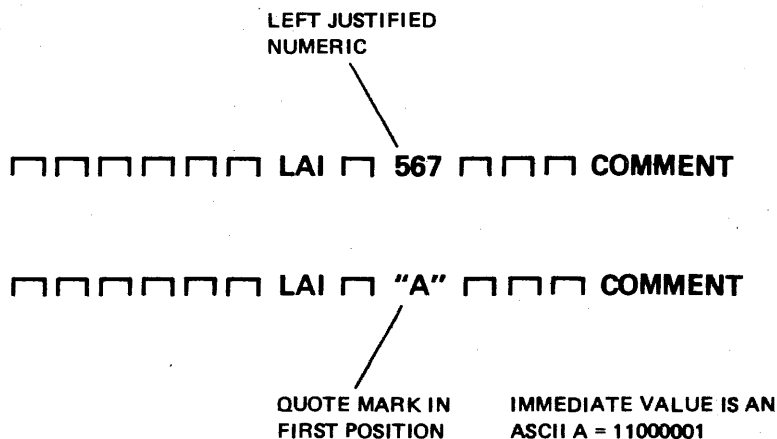 LEFT JUSTIFIED
NUMERIC
LAI 567 COMMENT
LAI “A” COMMENT
QUOTE MARK IN
FIRST POSITION
IMMEDIATE VALUE IS AN
ASCII A = 11000001